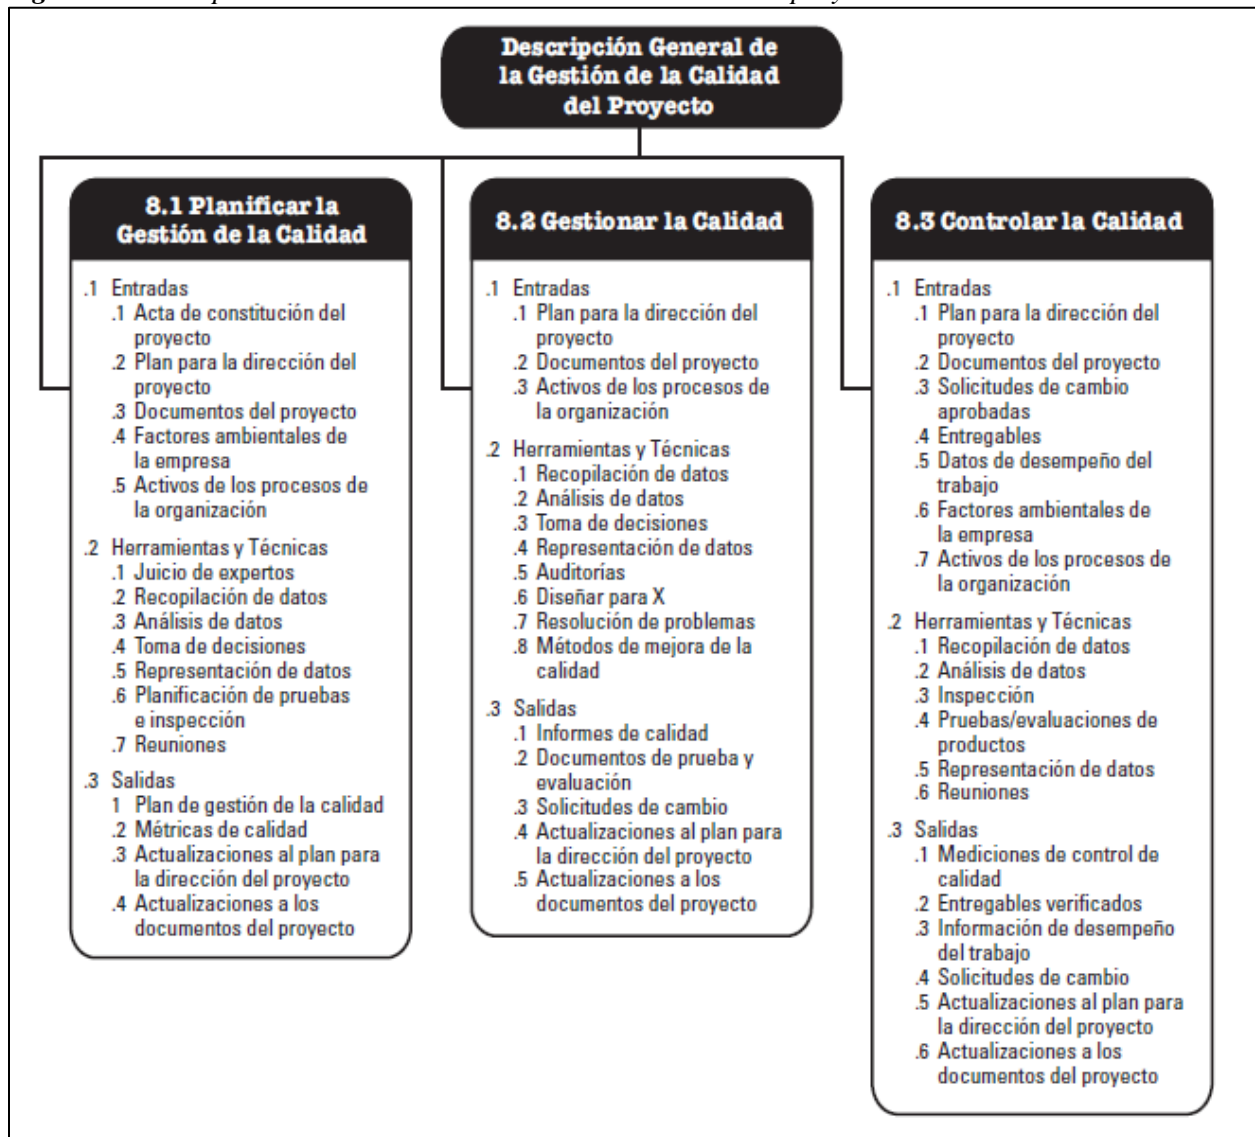 Descripción General de
la Gestión de la Calidad
del Proyecto
8.1 Planificar la
Gestión de la Calidad
.1 Entradas
.1 Acta de constitución del
proyecto
.2 Plan para la dirección del
proyecto
.3 Documentos del proyecto
.4 Factores ambientales de
la empresa
.5 Activos de los procesos de
la organización
.2 Herramientas y Técnicas
.1 Juicio de expertos
.2 Recopilación de datos
.3 Análisis de datos
.4 Toma de decisiones
.5 Representación de datos
.6 Planificación de pruebas
e inspección
.7 Reuniones
.3 Salidas
1 Plan de gestión de la calidad
.2 Métricas de calidad
.3 Actualizaciones al plan para
la dirección del proyecto
.4 Actualizaciones a los
documentos del proyecto
8.2 Gestionar la Calidad
.1 Entradas
.1 Plan para la dirección del
proyecto
.2 Documentos del proyecto
.3 Activos de los procesos de
la organización
.2 Herramientas y Técnicas
.1 Recopilación de datos
.2 Análisis de datos
.3 Toma de decisiones
.4 Representación de datos
.5 Auditorías
.6 Diseñar para X
.7 Resolución de problemas
.8 Métodos de mejora de la
calidad
.3 Salidas
.1 Informes de calidad
.2 Documentos de prueba y
evaluación
.3 Solicitudes de cambio
.4 Actualizaciones al plan para
la dirección del proyecto
.5 Actualizaciones a los
documentos del proyecto
8.3 Controlar la Calidad
.1 Entradas
.1 Plan para la dirección del
proyecto
.2 Documentos del proyecto
.3 Solicitudes de cambio
aprobadas
.4 Entregables
.5 Datos de desempeño del
trabajo
.6 Factores ambientales de
la empresa
.7 Activos de los procesos de
la organización
.2 Herramientas y Técnicas
.1 Recopilación de datos
.2 Análisis de datos
.3 Inspección
.4 Pruebas/evaluaciones de
productos
.5 Representación de datos
.6 Reuniones
.3 Salidas
.1 Mediciones de control de
calidad
.2 Entregables verificados
.3 Información de desempeño
del trabajo
.4 Solicitudes de cambio
.5 Actualizaciones al plan para
la dirección del proyecto
.6 Actualizaciones a los
documentos del proyecto